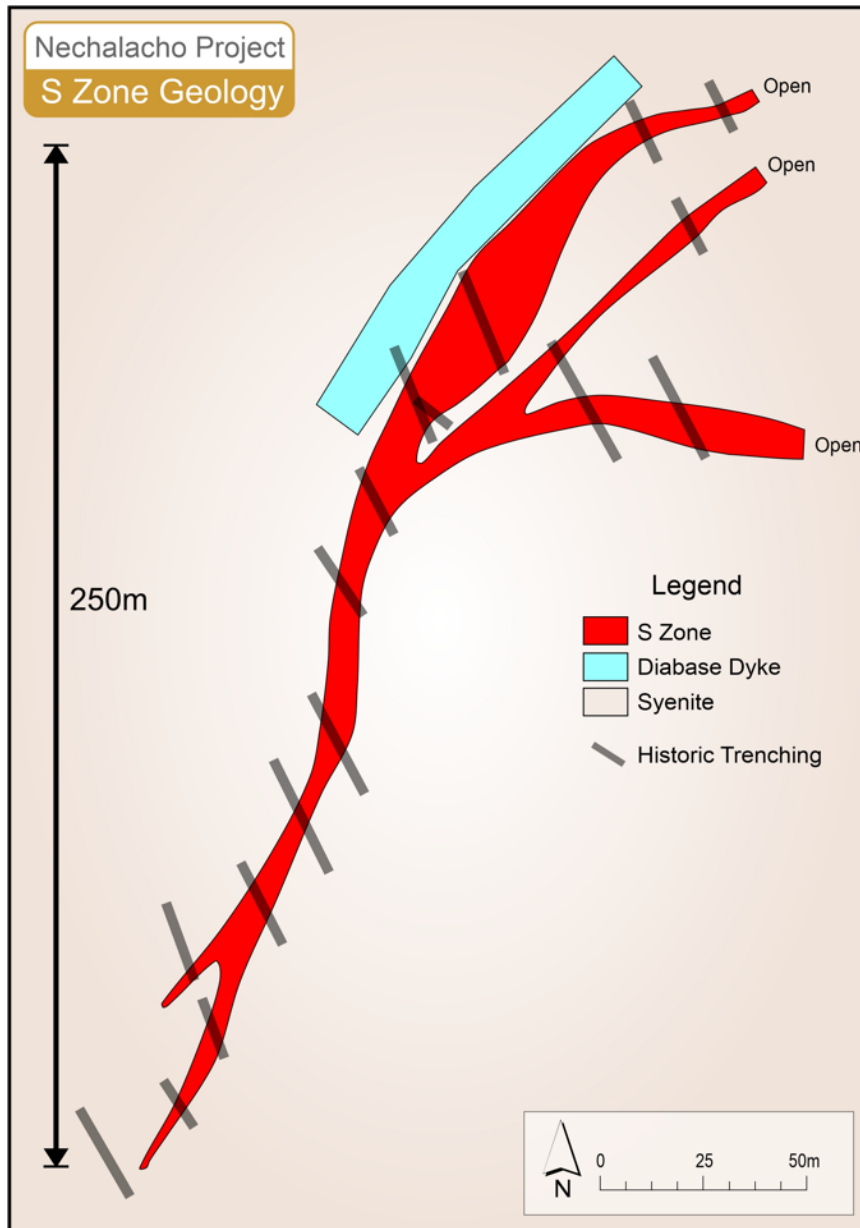 Nechalacho Project
S Zone Geology
Open
Open
Open
250m
Legend
S Zone
Diabase Dyke
Syenite
Historic Trenching
N
0 25 50m